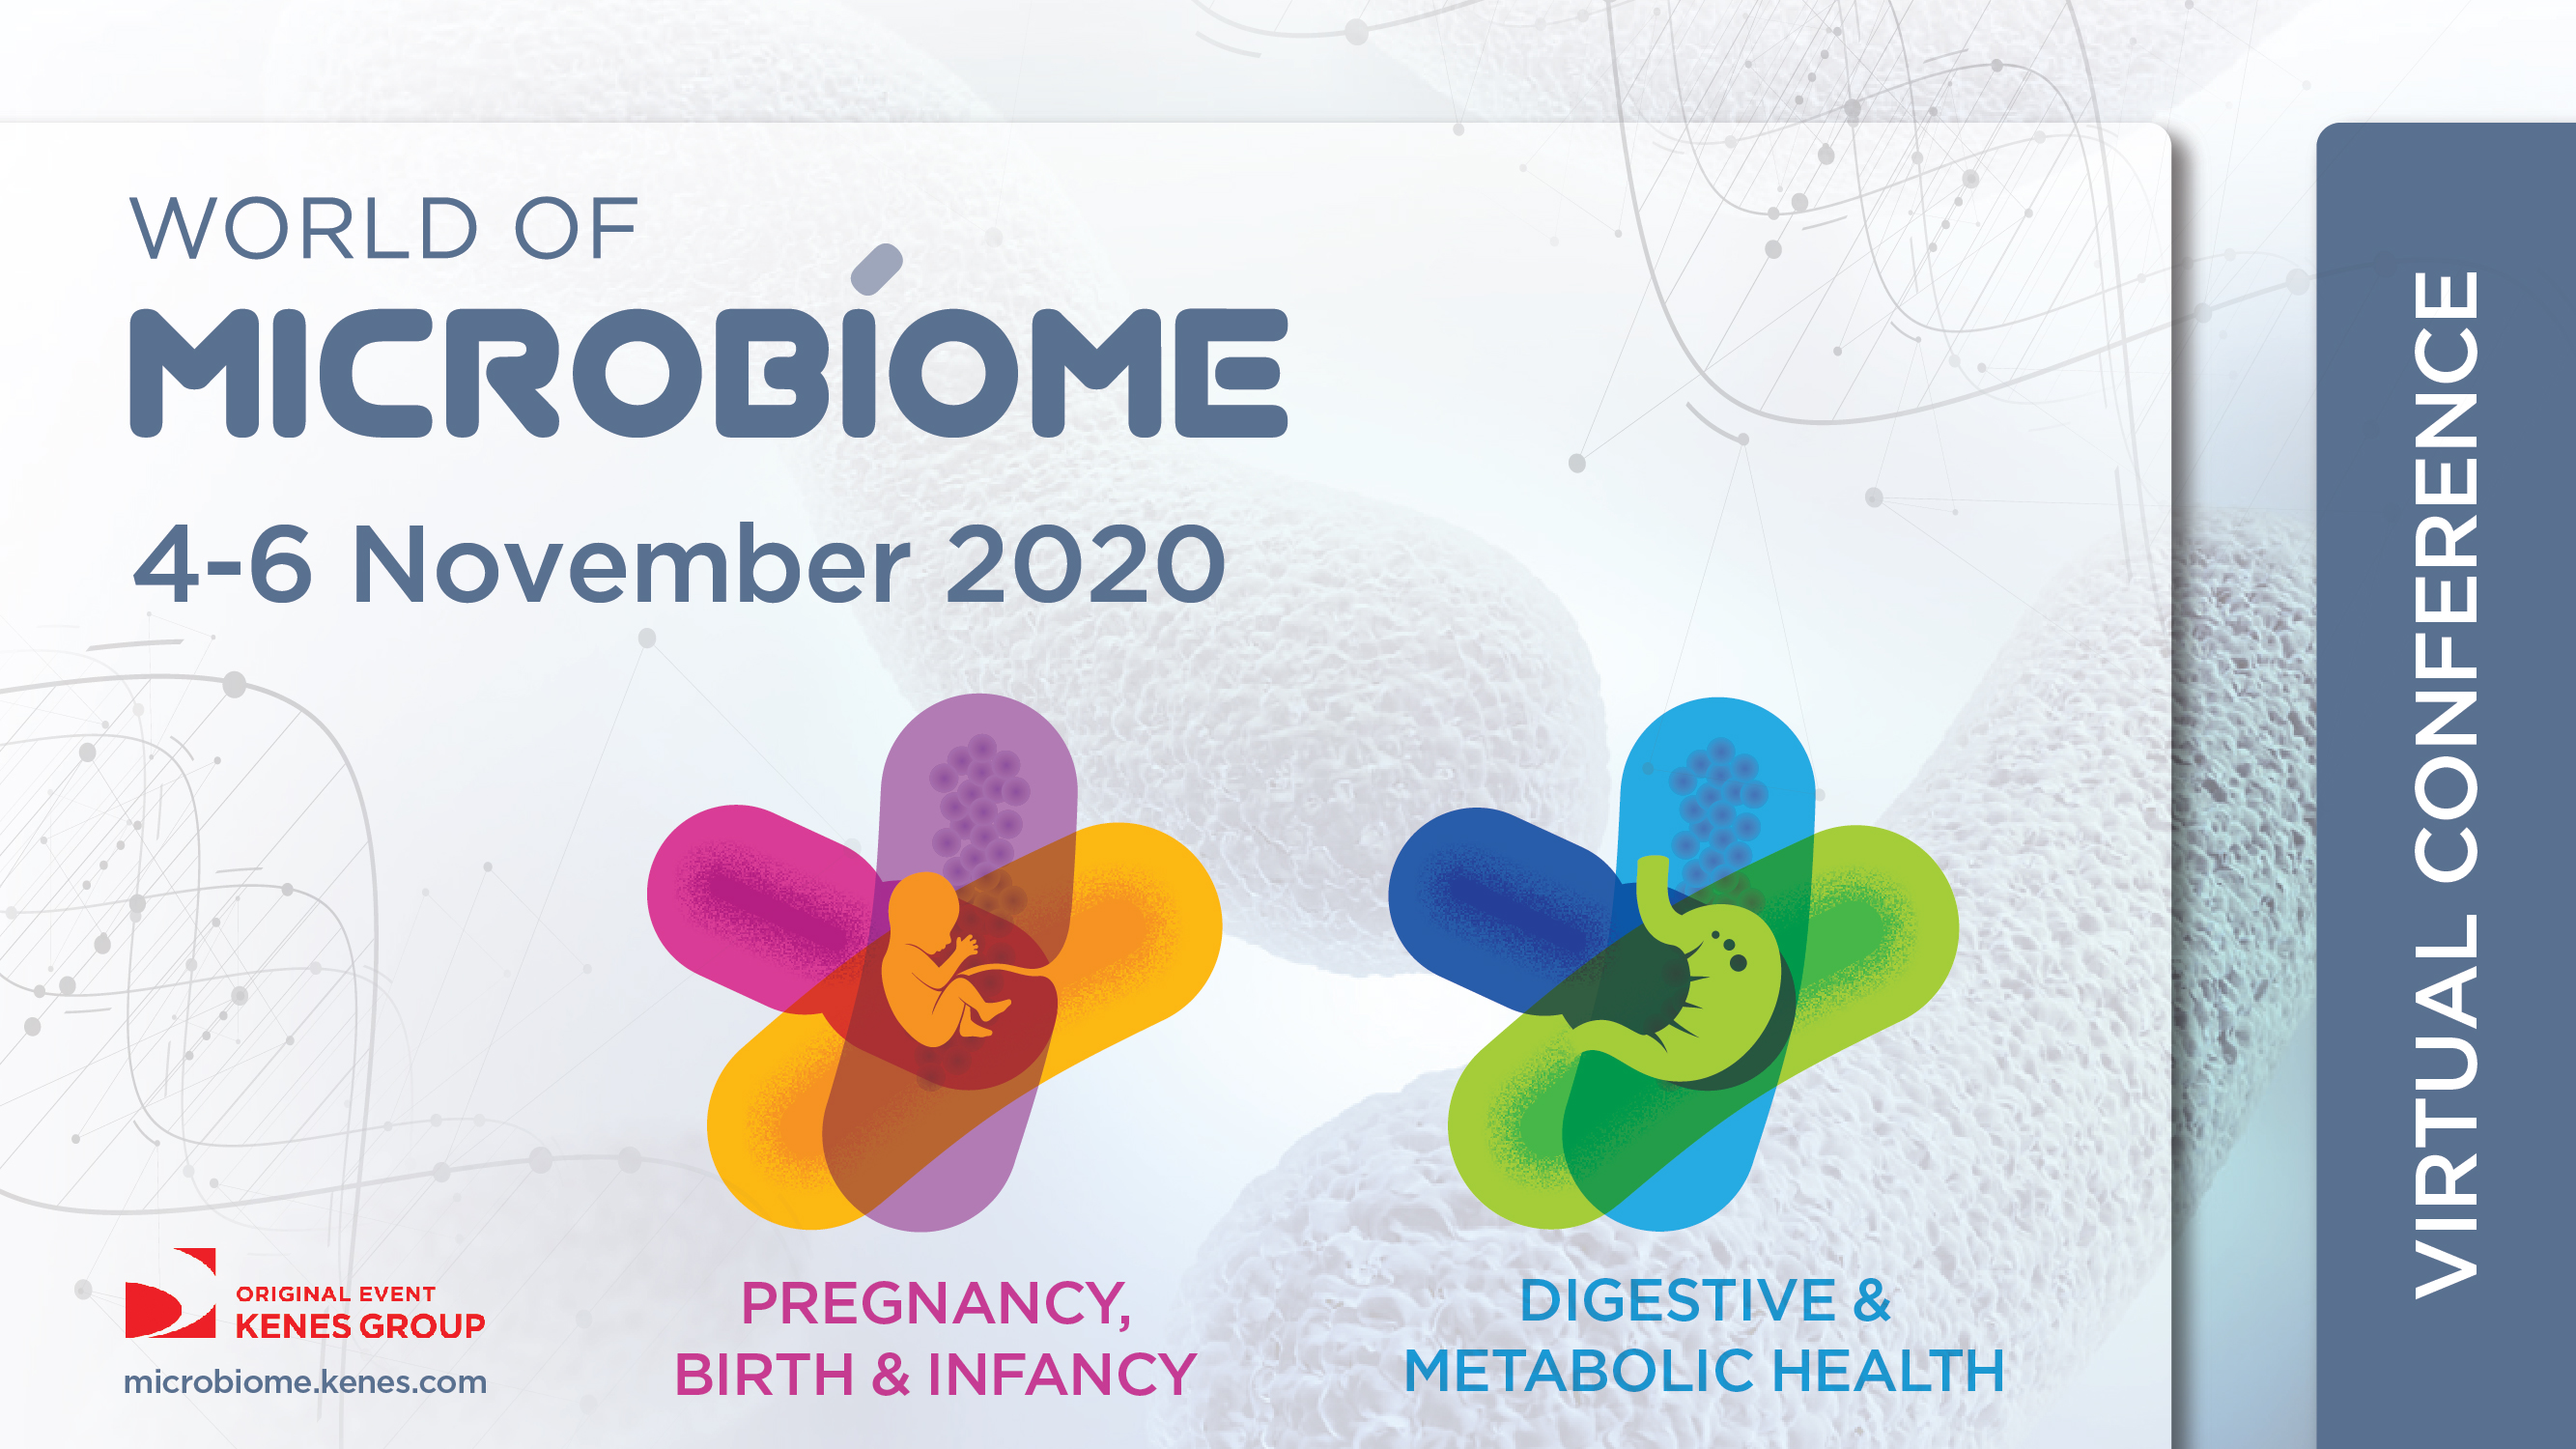 WORLD OF
MICROBIOME
4-6 November 2020
PREGNANCY,
BIRTH & INFANCY
DIGESTIVE &
METABOLIC HEALTH
ORIGINAL EVENT
KENES GROUP
microbiome.kenes.com
VIRTUAL CONFERENCE